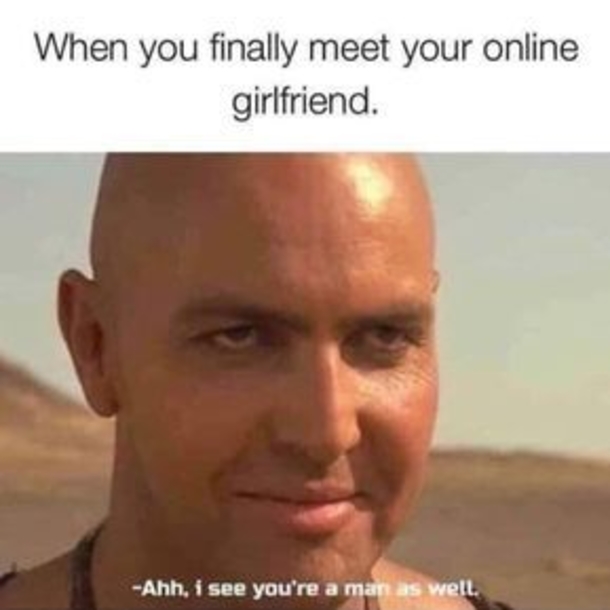 When you finally meet your online
girlfriend.
-Ahh, i see you're a man as well.